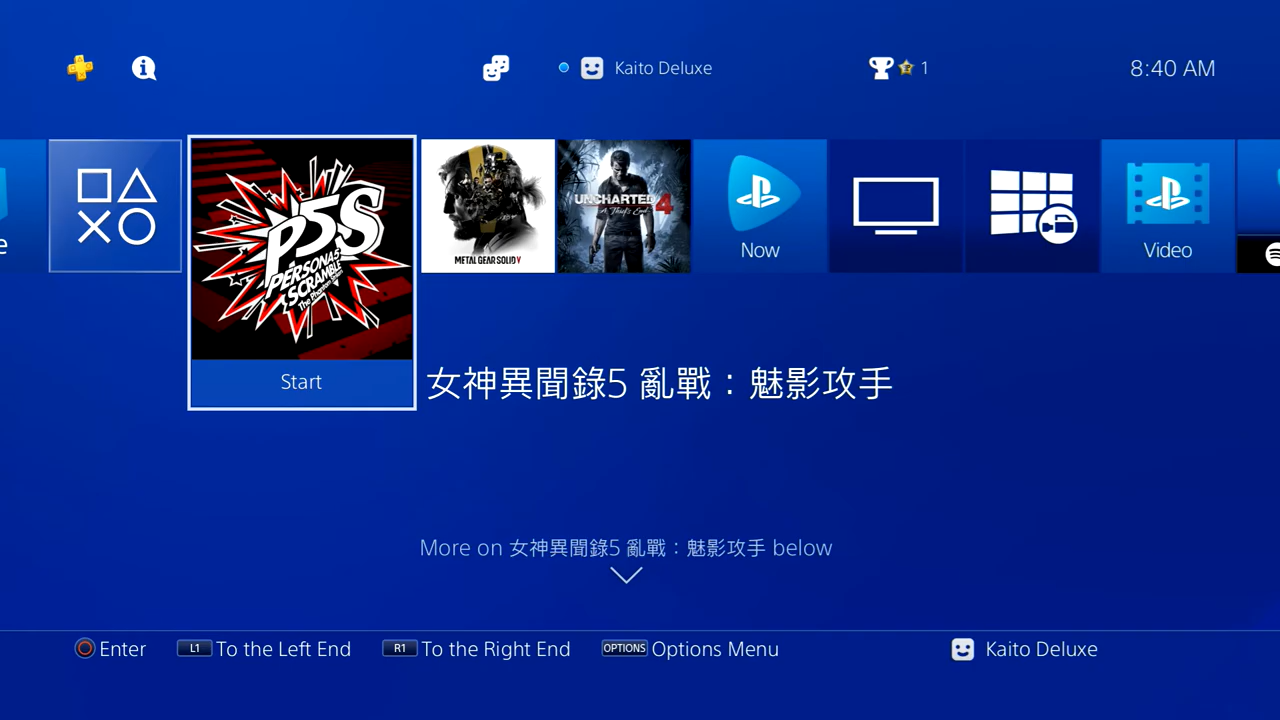 Kaito Deluxe
1
8:40 AM
e
P5S
PERSONA5
SCRAMBLE
The Phantom Strikers
METAL GEAR SOLID V
UNCHARTED 4
A Thief's End
Now
Video
Start
女神異聞錄5 亂戰：魅影攻手
More on 女神異聞錄5 亂戰：魅影攻手 below
Enter
L1 To the Left End
R1 To the Right End
OPTIONS Options Menu
Kaito Deluxe